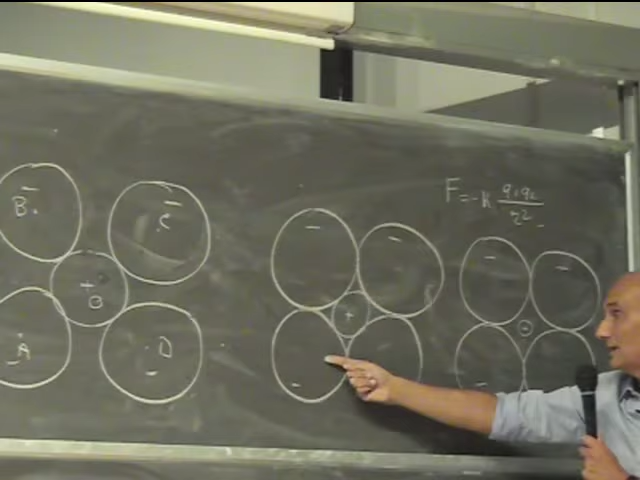 B.
-
-
C
+
B
A
-
D
-
-
-
+
-
F=-K q1q2/r2
-
-
+
-